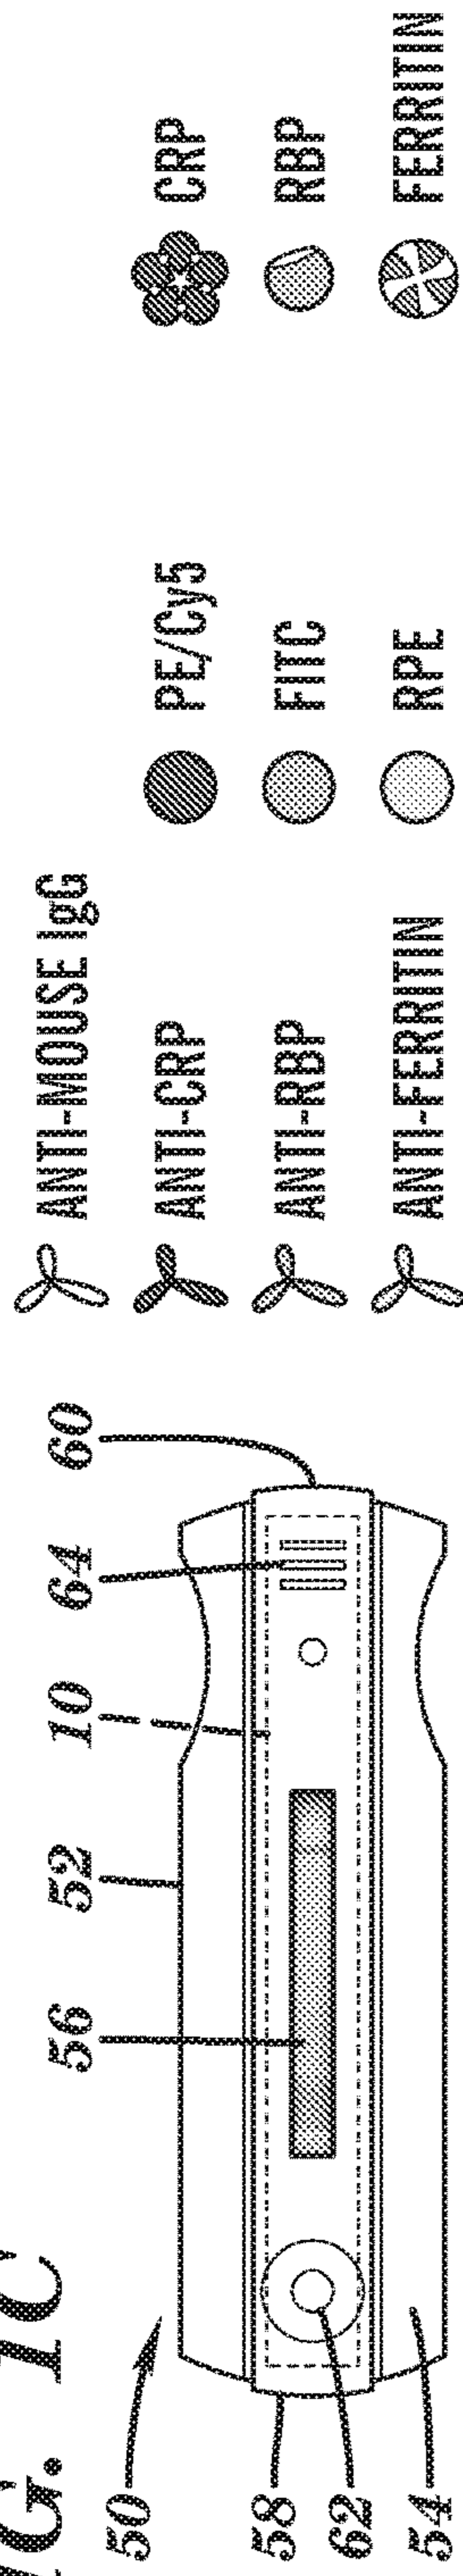 G. 1C
50
56 52 10 64 60
58
62
54
ANTI-MOUSE IgG
ANTI-CRP PE/Cy5 CRP
ANTI-RBP FITC RBP
ANTI-FERRITIN RPE FERRITIN